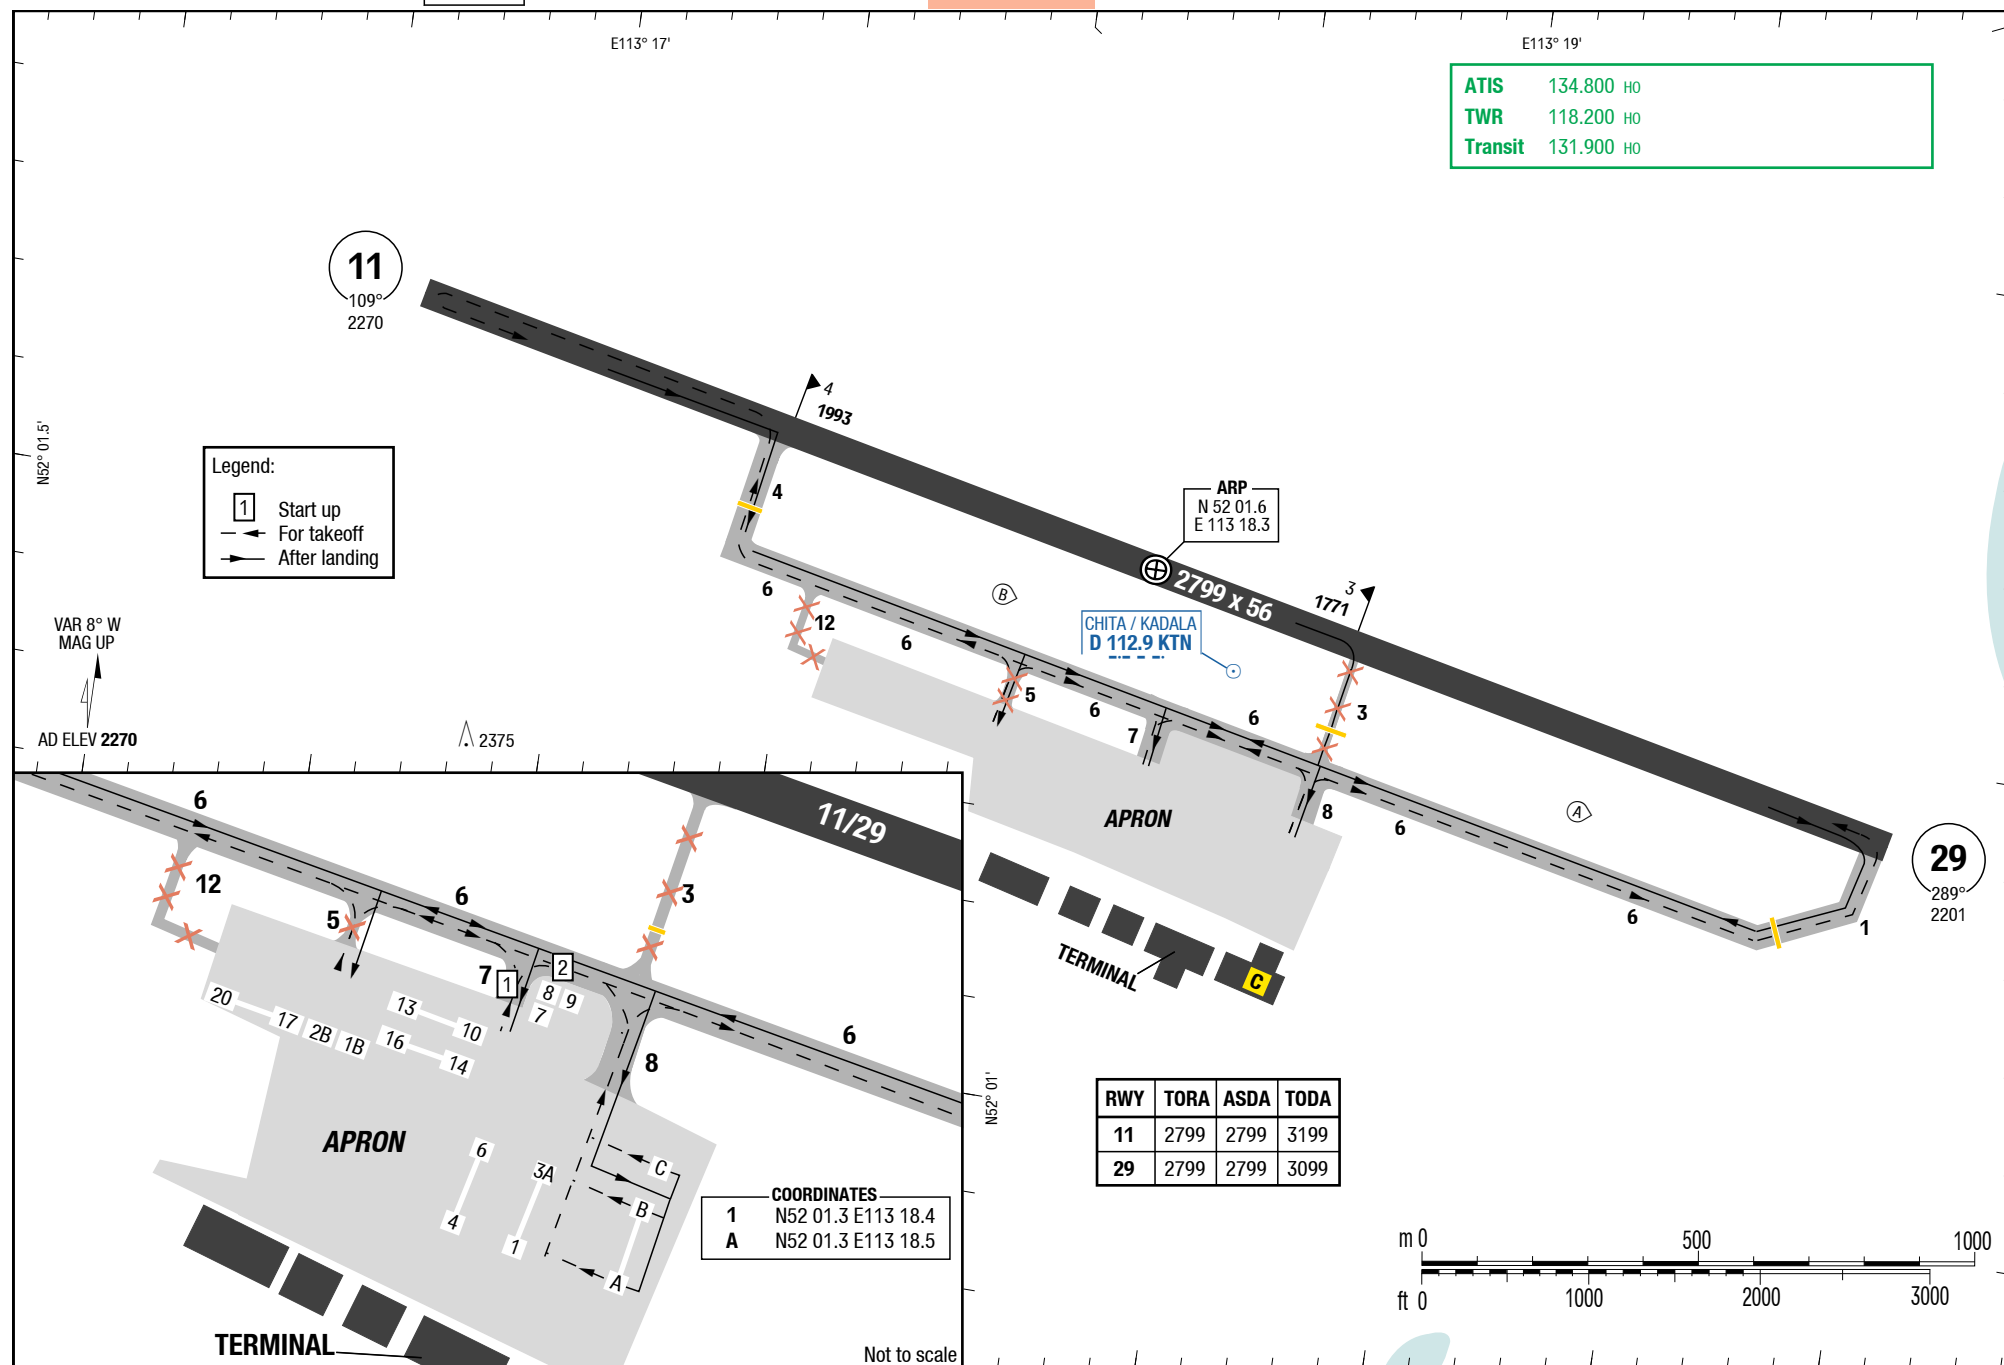 E113° 17'
E113° 19'
ATIS 134.800 HO
TWR 118.200 HO
Transit 131.900 HO
11
109°
2270
4
1993
N52° 01.5'
Legend:
1 Start up
For takeoff
After landing
4
ARP
N 52 01.6
E 113 18.3
2799 x 56
3
1771
B
6
12
6
CHITA / KADALA
D 112.9 KTN
VAR 8° W
MAG UP
5
6
6
3
7
AD ELEV 2270
2375
APRON
8
6
A
29
289°
2201
6
1
TERMINAL
C
6
11/29
12
6
3
5
7
1
2
8
9
7
6
20
17
2B
1B
13
10
16
14
8
APRON
6
4
3A
1
C
B
A
COORDINATES
1 N52 01.3 E113 18.4
A N52 01.3 E113 18.5
TERMINAL
Not to scale
N52° 01'
RWY TORA ASDA TODA
11 2799 2799 3199
29 2799 2799 3099
m 0 500 1000
ft 0 1000 2000 3000